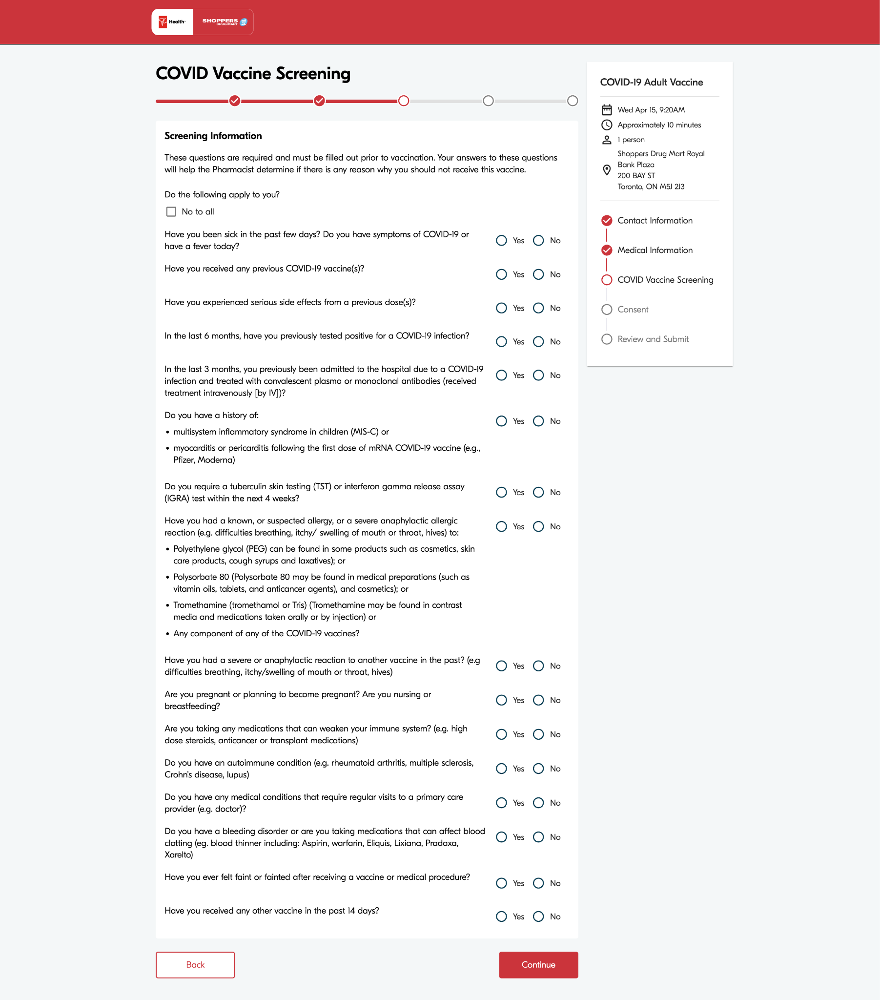 Health™
SHOPPERS
DRUG MART
COVID Vaccine Screening
Screening Information
These questions are required and must be filled out prior to vaccination. Your answers to these questions
will help the Pharmacist determine if there is any reason why you should not receive this vaccine.
Do the following apply to you?
No to all
Have you been sick in the past few days? Do you have symptoms of COVID-19 or
have a fever today?
Yes No
Have you received any previous COVID-19 vaccine(s)?
Yes No
Have you experienced serious side effects from a previous dose(s)?
Yes No
In the last 6 months, have you previously tested positive for a COVID-19 infection?
Yes No
In the last 3 months, you previously been admitted to the hospital due to a COVID-19
infection and treated with convalescent plasma or monoclonal antibodies (received
treatment intravenously [by IV])?
Yes No
Do you have a history of:
• multisystem inflammatory syndrome in children (MIS-C) or
• myocarditis or pericarditis following the first dose of mRNA COVID-19 vaccine (e.g.,
Pfizer, Moderna)
Yes No
Do you require a tuberculin skin testing (TST) or interferon gamma release assay
(IGRA) test within the next 4 weeks?
Yes No
Have you had a known, or suspected allergy, or a severe anaphylactic allergic
reaction (e.g. difficulties breathing, itchy/ swelling of mouth or throat, hives) to:
• Polyethylene glycol (PEG) can be found in some products such as cosmetics, skin
care products, cough syrups and laxatives); or
• Polysorbate 80 (Polysorbate 80 may be found in medical preparations (such as
vitamin oils, tablets, and anticancer agents), and cosmetics); or
• Tromethamine (tromethamol or Tris) (Tromethamine may be found in contrast
media and medications taken orally or by injection) or
• Any component of any of the COVID-19 vaccines?
Yes No
Have you had a severe or anaphylactic reaction to another vaccine in the past? (e.g
difficulties breathing, itchy/swelling of mouth or throat, hives)
Yes No
Are you pregnant or planning to become pregnant? Are you nursing or
breastfeeding?
Yes No
Are you taking any medications that can weaken your immune system? (e.g. high
dose steroids, anticancer or transplant medications)
Yes No
Do you have an autoimmune condition (e.g. rheumatoid arthritis, multiple sclerosis,
Crohn's disease, lupus)
Yes No
Do you have any medical conditions that require regular visits to a primary care
provider (e.g. doctor)?
Yes No
Do you have a bleeding disorder or are you taking medications that can affect blood
clotting (eg. blood thinner including: Aspirin, warfarin, Eliquis, Lixiana, Pradaxa,
Xarelto)
Yes No
Have you ever felt faint or fainted after receiving a vaccine or medical procedure?
Yes No
Have you received any other vaccine in the past 14 days?
Yes No
Back
Continue
COVID-19 Adult Vaccine
Wed Apr 15, 9:20AM
Approximately 10 minutes
1 person
Shoppers Drug Mart Royal
Bank Plaza
200 BAY ST
Toronto, ON M5J 2J3
Contact Information
Medical Information
COVID Vaccine Screening
Consent
Review and Submit